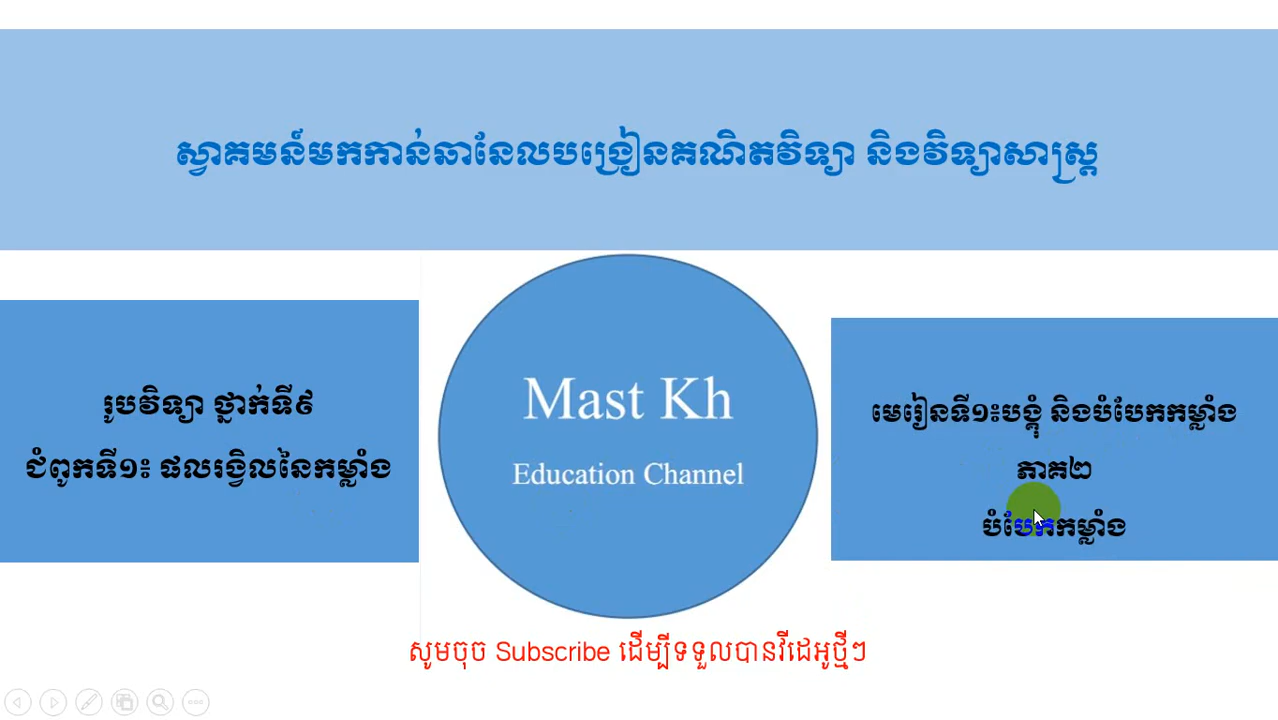 ស្វាគមន៍មកកាន់ឆានែលបង្រៀនគណិតវិទ្យា និងវិទ្យាសាស្ត្រ
រូបវិទ្យា ថ្នាក់ទី៩
ជំពូកទី១៖ ផលរង្វិលនៃកម្លាំង
Mast Kh
Education Channel
មេរៀនទី១៖បង្គុំ និងបំបែកកម្លាំង
ភាគ២
បំបែកកម្លាំង
សូមចុច Subscribe ដើម្បីទទួលបានវីដេអូថ្មីៗ